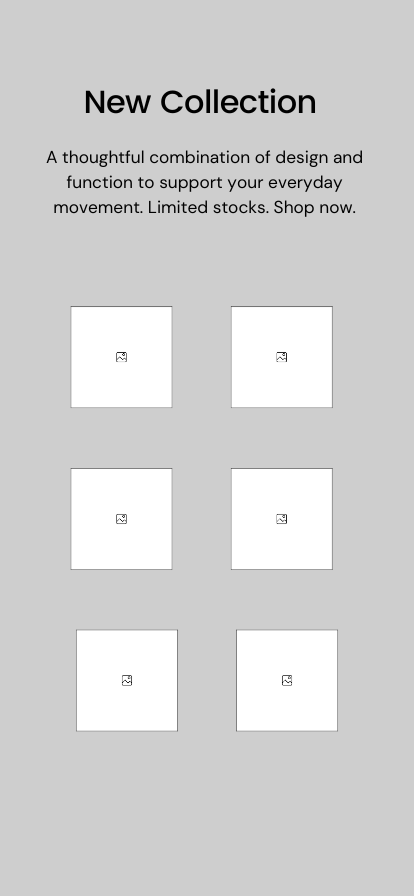 New Collection
A thoughtful combination of design and
function to support your everyday
movement. Limited stocks. Shop now.